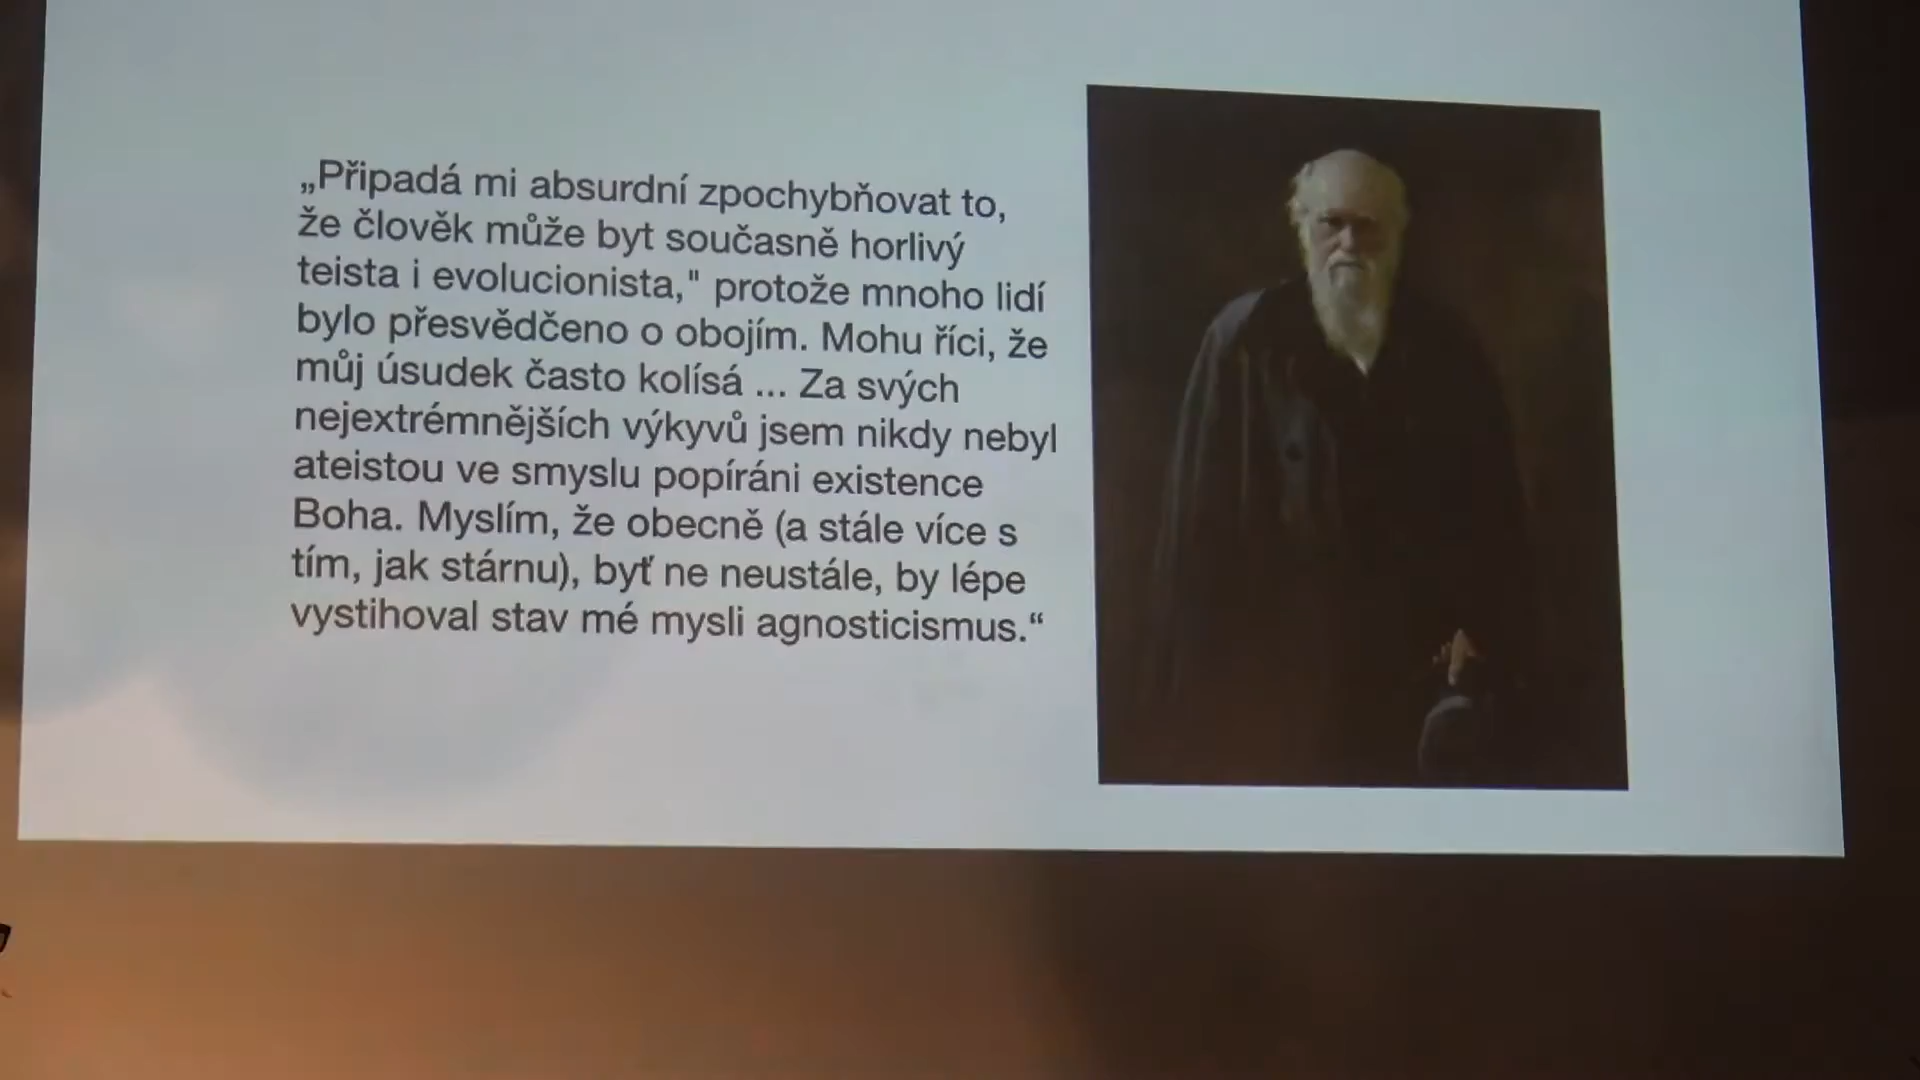 „Připadá mi absurdní zpochybňovat to,
že člověk může byt současně horlivý
teista i evolucionista," protože mnoho lidí
bylo přesvědčeno o obojím. Mohu říci, že
můj úsudek často kolísá ... Za svých
nejextrémnějších výkyvů jsem nikdy nebyl
ateistou ve smyslu popíráni existence
Boha. Myslím, že obecně (a stále více s
tím, jak stárnu), byť ne neustále, by lépe
vystihoval stav mé mysli agnosticismus.“